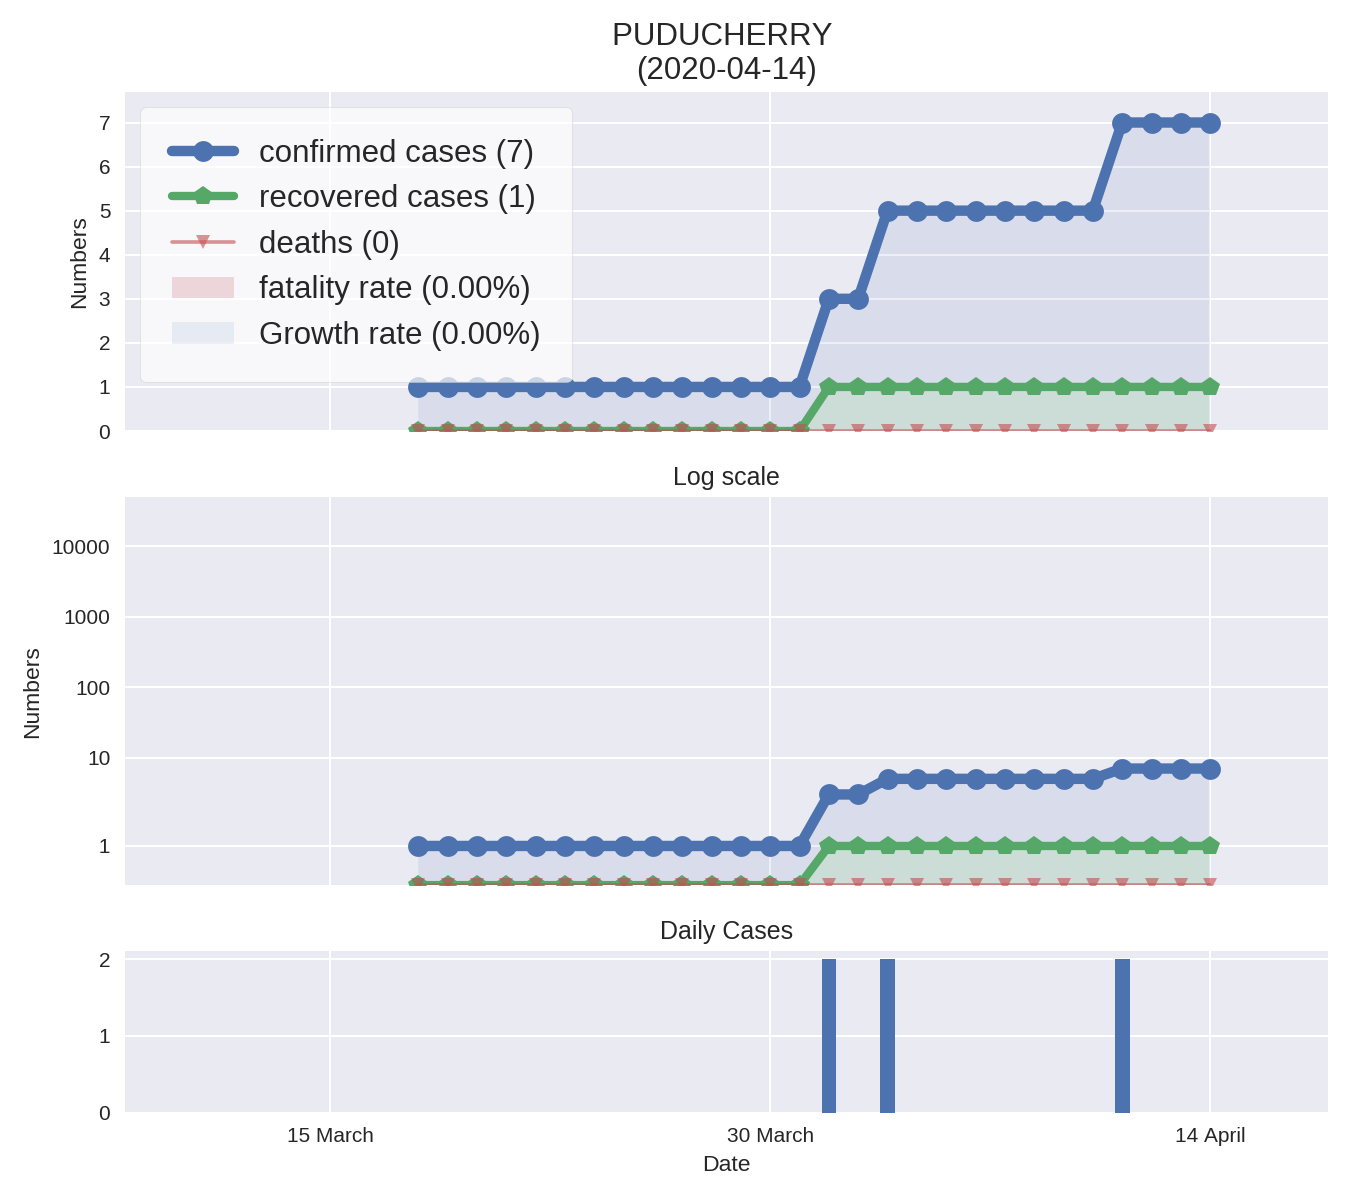 PUDUCHERRY
(2020-04-14)
7
6
5
4
3
2
1
0
Numbers
confirmed cases (7)
recovered cases (1)
deaths (0)
fatality rate (0.00%)
Growth rate (0.00%)
Log scale
10000
1000
100
10
1
Numbers
Daily Cases
2
1
0
15 March
30 March
14 April
Date